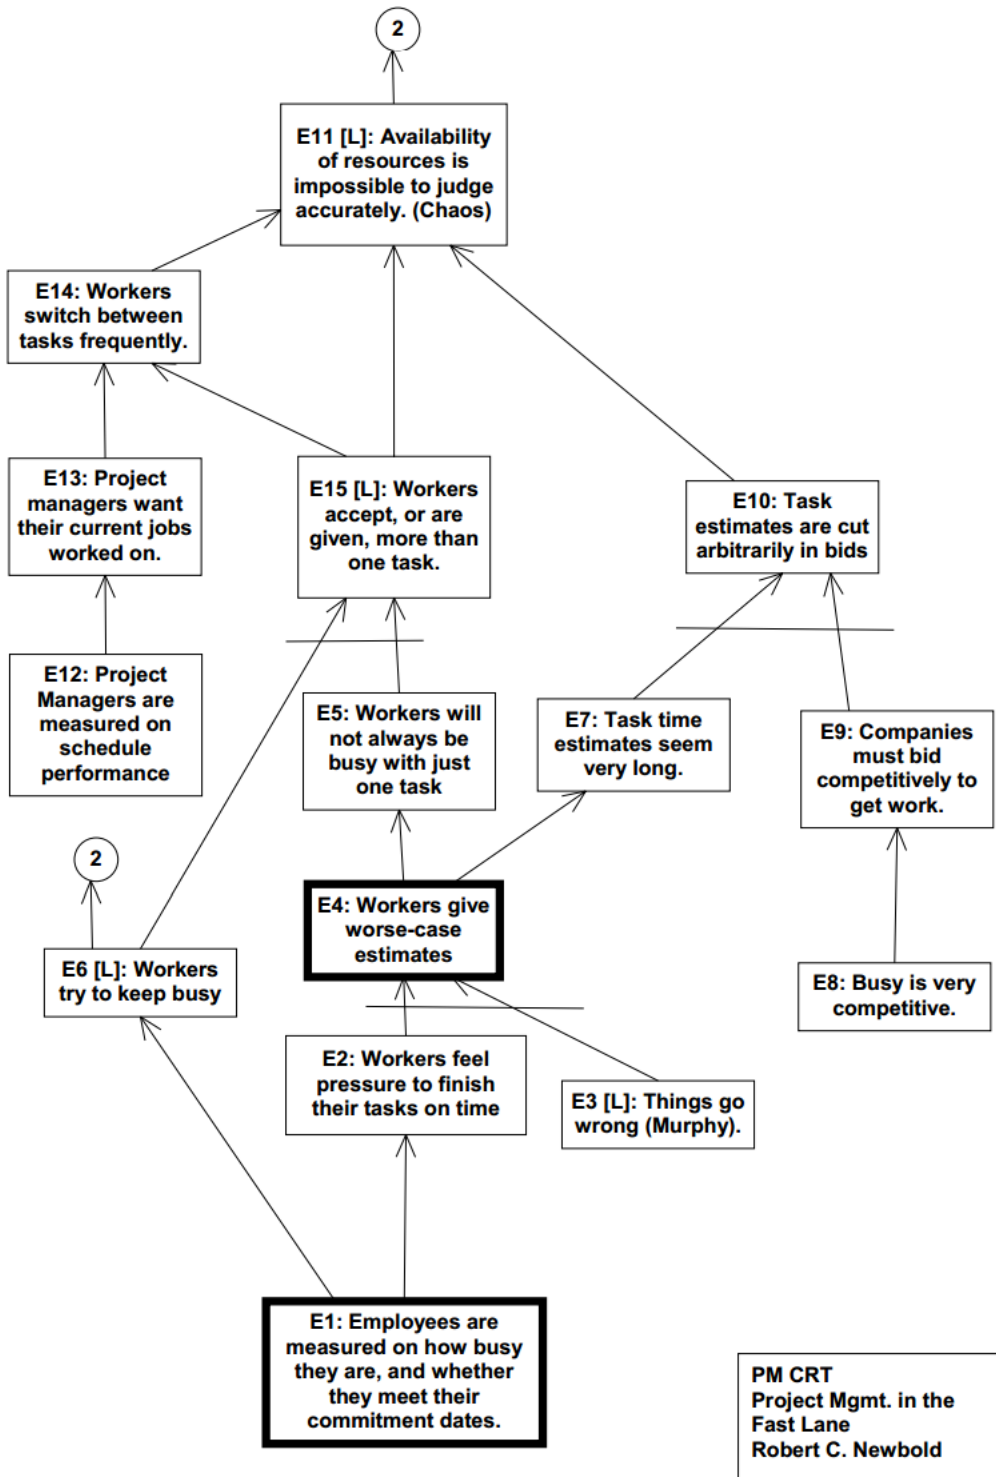 2
E11 [L]: Availability
of resources is
impossible to judge
accurately. (Chaos)
E14: Workers
switch between
tasks frequently.
E13: Project
managers want
their current jobs
worked on.
E15 [L]: Workers
accept, or are
given, more than
one task.
E10: Task
estimates are cut
arbitrarily in bids
E12: Project
Managers are
measured on
schedule
performance
E5: Workers will
not always be
busy with just
one task
E7: Task time
estimates seem
very long.
E9: Companies
must bid
competitively to
get work.
2
E4: Workers give
worse-case
estimates
E6 [L]: Workers
try to keep busy
E8: Busy is very
competitive.
E2: Workers feel
pressure to finish
their tasks on time
E3 [L]: Things go
wrong (Murphy).
E1: Employees are
measured on how busy
they are, and whether
they meet their
commitment dates.
PM CRT
Project Mgmt. in the
Fast Lane
Robert C. Newbold